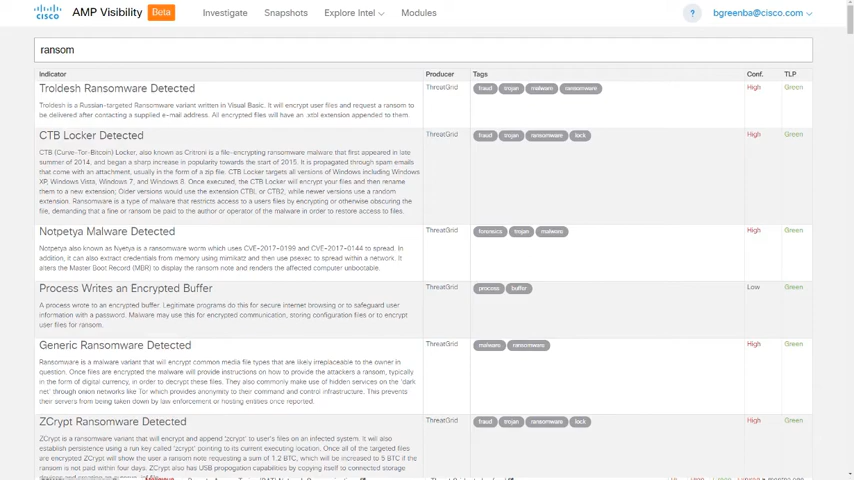 CISCO
AMP Visibility Beta Investigate Snapshots Explore Intel Modules ? bgreenba@cisco.com
ransom
Indicator Producer Tags Conf. TLP
Troldesh Ransomware Detected ThreatGrid fraud trojan malware ransomware High Green
Troldesh is a Russian-targeted Ransomware variant written in Visual Basic. It will encrypt user files and request a ransom to
be delivered after contacting a supplied e-mail address. All encrypted files will have an .xtbl extension appended to them.
CTB Locker Detected ThreatGrid fraud trojan ransomware lock High Green
CTB (Curve-Tor-Bitcoin) Locker, also known as Critroni is a file-encrypting ransomware malware that first appeared in late
summer of 2014, and began a sharp increase in popularity towards the start of 2015. It is propagated through spam emails
that come with an attachment, usually in the form of a zip file. CTB Locker targets all versions of Windows including Windows
XP, Windows Vista, Windows 7, and Windows 8. Once executed, the CTB Locker will encrypt your files and then rename
them to a new extension; Older versions would use the extension CTBL or CTB2, while newer versions use a random
extension. Ransomware is a type of malware that restricts access to a users files by encrypting or otherwise obscuring the
file, demanding that a fine or ransom be paid to the author or operator of the malware in order to restore access to files.
Notpetya Malware Detected ThreatGrid forensics trojan malware High Green
Notpetya also known as Nyetya is a ransomware worm which uses CVE-2017-0199 and CVE-2017-0144 to spread. In
addition, it can also extract credentials from memory using mimikatz and then use psexec to spread within a network. It
alters the Master Boot Record (MBR) to display the ransom note and renders the affected computer unbootable.
Process Writes an Encrypted Buffer ThreatGrid process buffer Low Green
A process wrote to an encrypted buffer. Legitimate programs do this for secure internet browsing or to safeguard user
information with a password. Malware may use this for encrypted communication, storing configuration files or to encrypt
user files for ransom.
Generic Ransomware Detected ThreatGrid malware ransomware High Green
Ransomware is a malware variant that will encrypt common media file types that are likely irreplaceable to the owner in
question. Once files are encrypted the malware will provide instructions on how to provide the attackers a ransom, typically
in the form of digital currency, in order to decrypt these files. They also commonly make use of hidden services on the 'dark
net' through onion networks like Tor which provides anonymity to their command and control infrastructure. This prevents
their servers from being taken down by law enforcement or hosting entities once reported.
ZCrypt Ransomware Detected ThreatGrid fraud trojan ransomware lock High Green
ZCrypt is a ransomware variant that will encrypt and append 'zcrypt' to user's files on an infected system. It will also
establish persistence using a run key called 'zcrypt' pointing to its current executing location. Once all of the targeted
files are encrypted ZCrypt will show the user a ransom note requesting a sum of 1.2 BTC, which will be increased to 5 BTC if the
ransom is not paid within four days. ZCrypt also has USB propogation capabilities by copying itself to connected storage